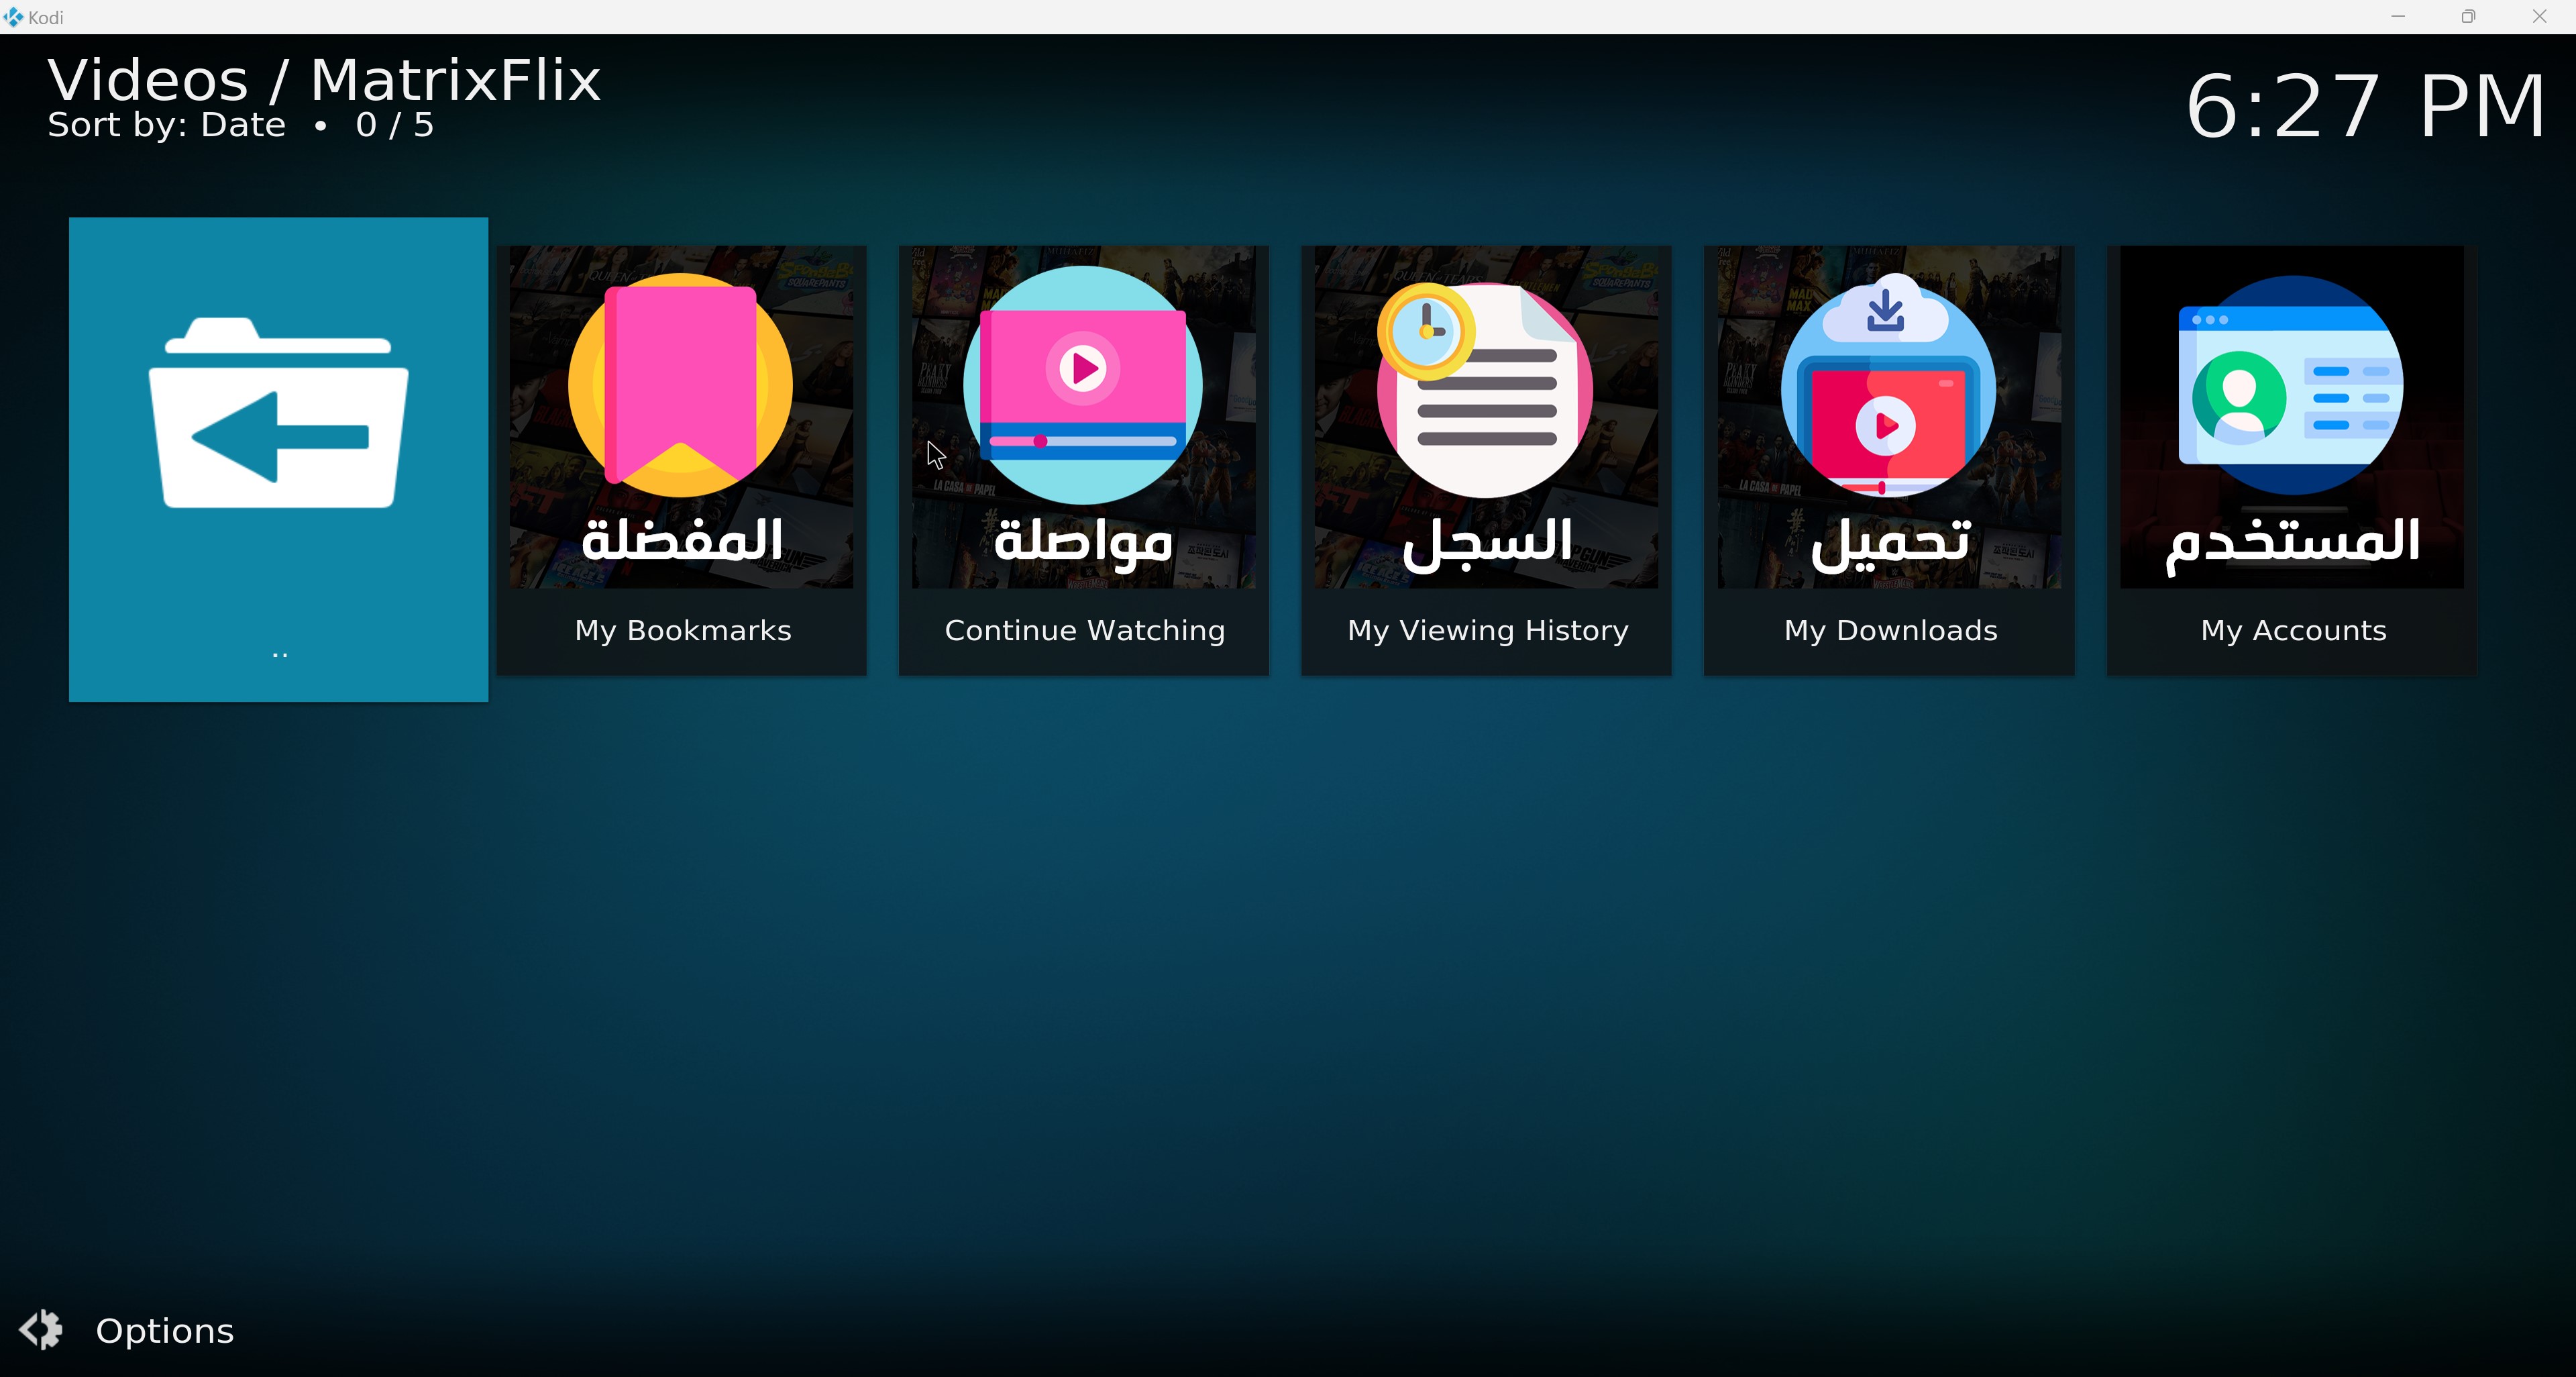 Kodi
Videos / MatrixFlix
Sort by: Date • 0 / 5
6:27 PM
..
المفضلة
My Bookmarks
مواصلة
Continue Watching
السجل
My Viewing History
تحميل
My Downloads
المستخدم
My Accounts
Options